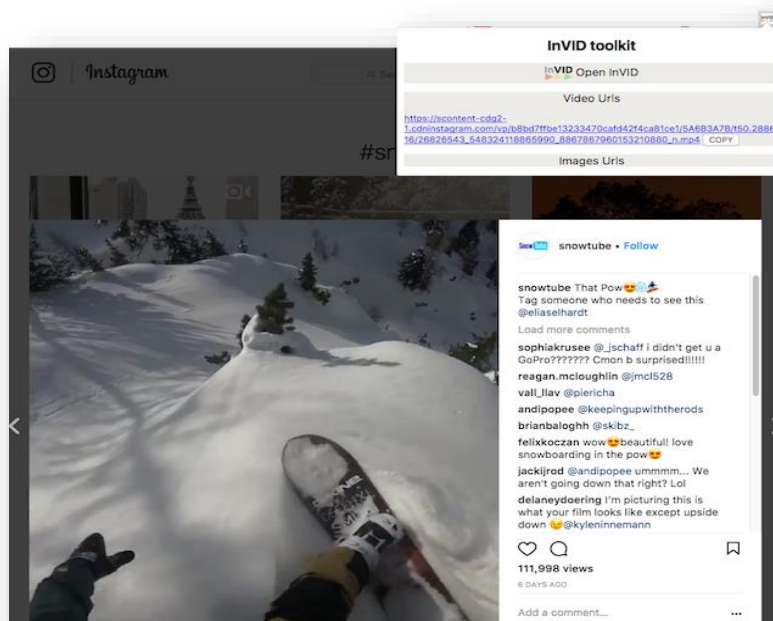 InVID toolkit
InVID Open InVID
Video Urls
https://scontent-cdg2-
1.cdninstagram.com/vp/b8bd7ffbe13233470cafd42f4ca81ce1/5A6B3A7B/t50.2886
16/26826543_548324118865990_8867867960153210880_n.mp4 COPY
Images Urls
Instagram
snowtube • Follow
snowtube That Pow😍❄️🏂
Tag someone who needs to see this
@eliaselhardt
Load more comments
sophiakrusee @_jschaff i didn't get u a
GoPro??????? Cmon b surprised!!!!!!
reagan.mcloughlin @jmcl528
vall_llav @piericha
andipopee @keepingupwiththerods
brianbaloghh @skibz_
felixkoczan wow😍beautiful! love
snowboarding in the pow😍
jackijrod @andipopee ummmm... We
aren't going down that right? Lol
delaneydoering I'm picturing this is
what your film looks like except upside
down 😉@kyleninnemann
111,998 views
6 DAYS AGO
Add a comment...